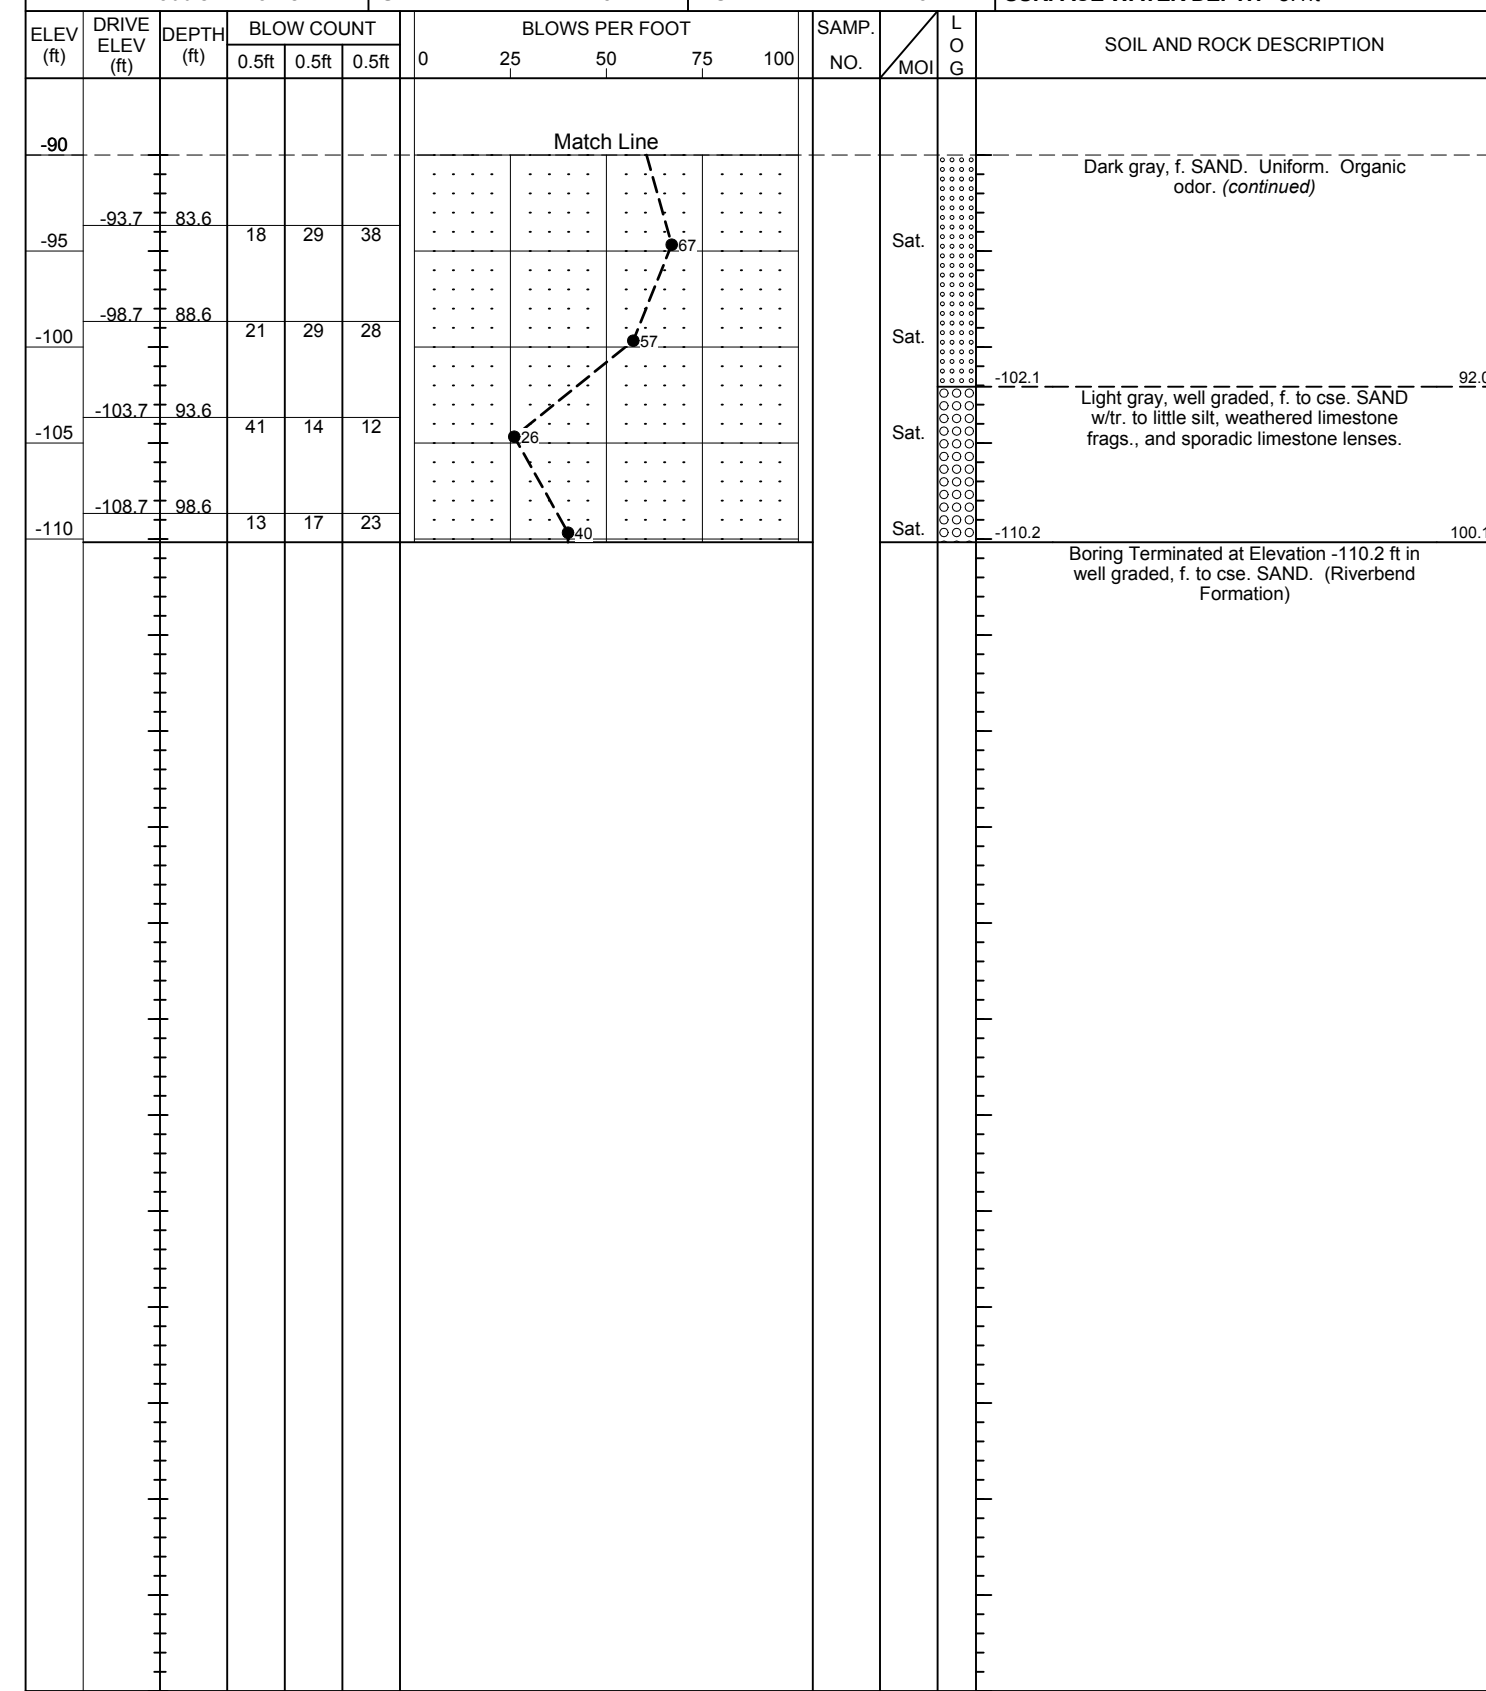 ELEV (ft) DRIVE ELEV (ft) DEPTH (ft) BLOW COUNT BLOWS PER FOOT SAMP. NO. MOI L O G SOIL AND ROCK DESCRIPTION
0.5ft 0.5ft 0.5ft 0 25 50 75 100
Match Line
-90
Dark gray, f. SAND. Uniform. Organic
odor. (continued)
-93.7 83.6
18 29 38 67 Sat.
-95
-98.7 88.6
21 29 28 57 Sat.
-100
-102.1 92.0
Light gray, well graded, f. to cse. SAND
w/tr. to little silt, weathered limestone
frags., and sporadic limestone lenses.
-103.7 93.6
41 14 12 26 Sat.
-105
-108.7 98.6
13 17 23 40 Sat.
-110
-110.2 100.1
Boring Terminated at Elevation -110.2 ft in
well graded, f. to cse. SAND. (Riverbend
Formation)